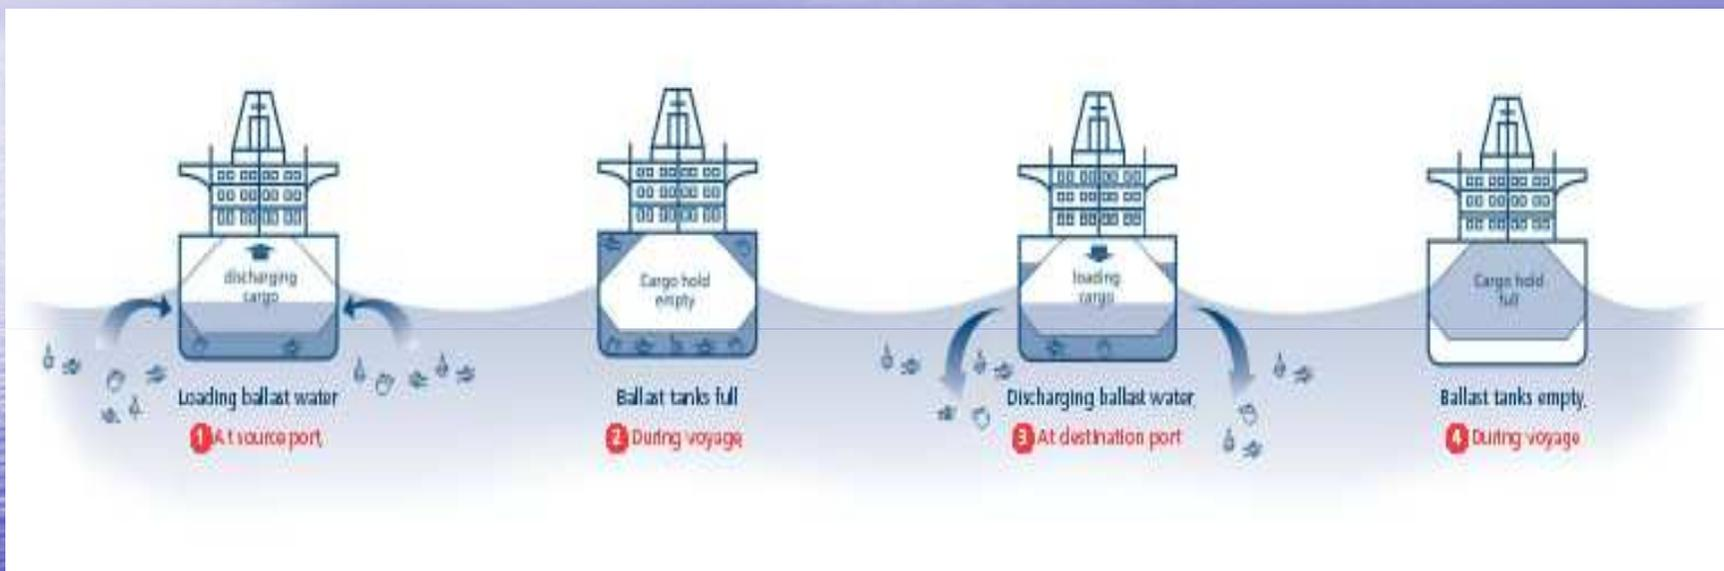 discharging
cargo
Loading ballast water
1 At source port
Cargo hold
empty
Ballast tanks full
2 During voyage
loading
cargo
Discharging ballast water
3 At destination port
Cargo hold
full
Ballast tanks empty.
4 During voyage